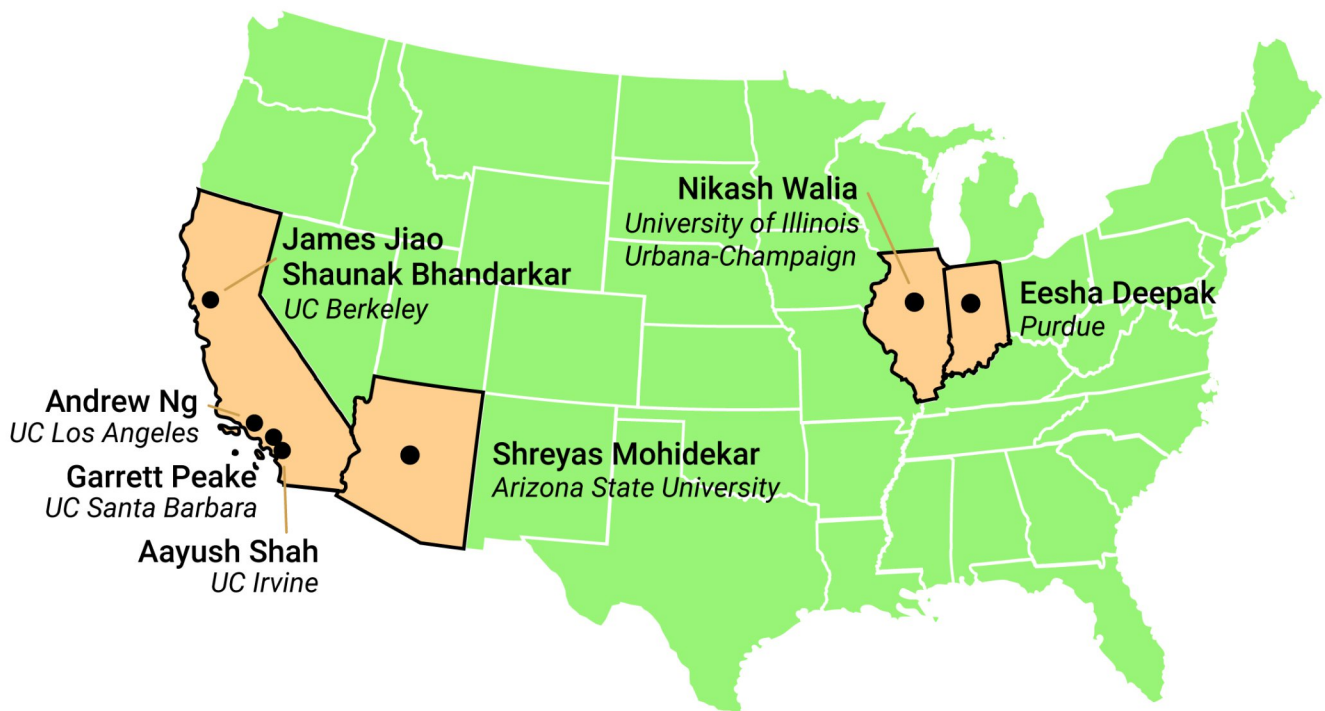 James Jiao
Shaunak Bhandarkar
UC Berkeley
Andrew Ng
UC Los Angeles
Garrett Peake
UC Santa Barbara
Aayush Shah
UC Irvine
Shreyas Mohidekar
Arizona State University
Nikash Walia
University of Illinois
Urbana-Champaign
Eesha Deepak
Purdue